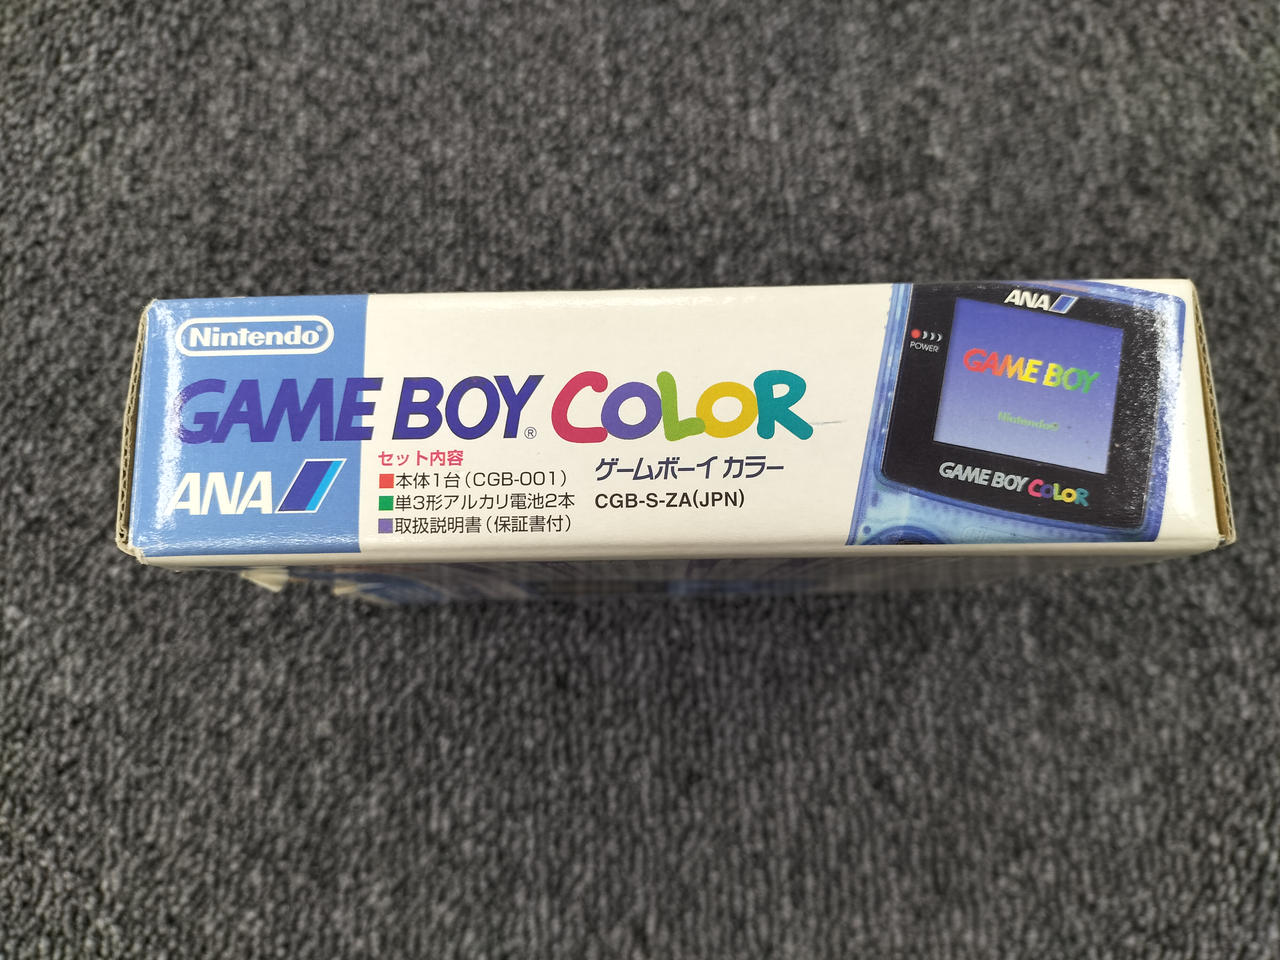 Nintendo®
GAME BOY® COLOR
ANA
セット内容
■本体1台(CGB-001)
■単3形アルカリ電池2本
■取扱説明書(保証書付)
ゲームボーイ カラー
CGB-S-ZA(JPN)
ANA
POWER
GAME BOY
Nintendo®
GAME BOY COLOR